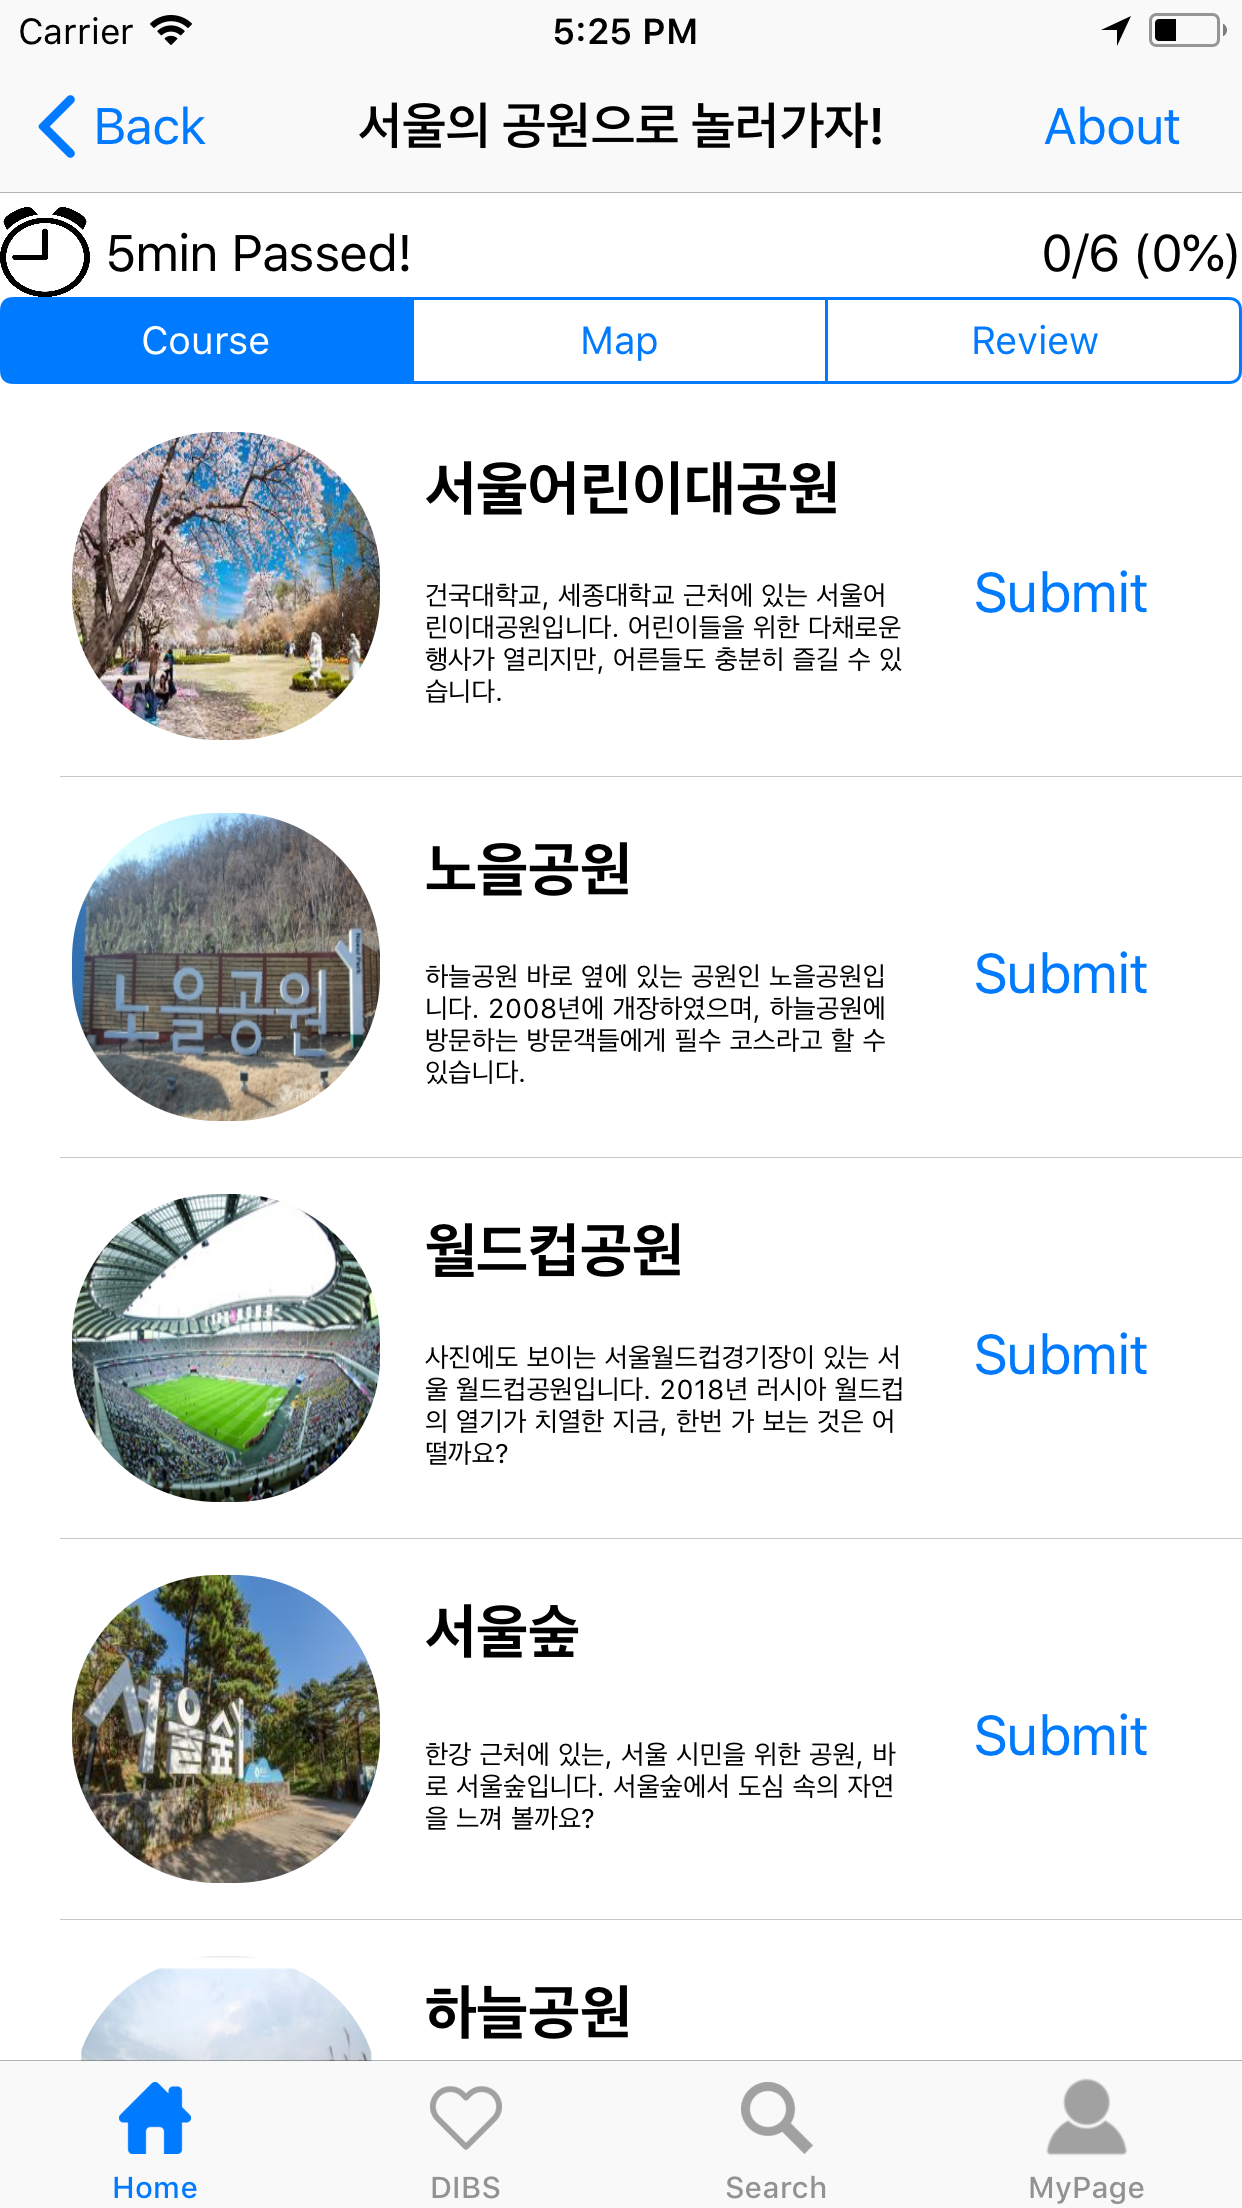 Carrier 5:25 PM
Back 서울의 공원으로 놀러가자! About
5min Passed! 0/6 (0%)
Course Map Review
서울어린이대공원
건국대학교, 세종대학교 근처에 있는 서울어
린이대공원입니다. 어린이들을 위한 다채로운
행사가 열리지만, 어른들도 충분히 즐길 수 있
습니다.
Submit
노을공원
노을공원
하늘공원 바로 옆에 있는 공원인 노을공원입
니다. 2008년에 개장하였으며, 하늘공원에
방문하는 방문객들에게 필수 코스라고 할 수
있습니다.
Submit
월드컵공원
사진에도 보이는 서울월드컵경기장이 있는 서
울 월드컵공원입니다. 2018년 러시아 월드컵
의 열기가 치열한 지금, 한번 가 보는 것은 어
떨까요?
Submit
서울숲
서울숲
한강 근처에 있는, 서울 시민을 위한 공원, 바
로 서울숲입니다. 서울숲에서 도심 속의 자연
을 느껴 볼까요?
Submit
하늘공원
Home DIBS Search MyPage